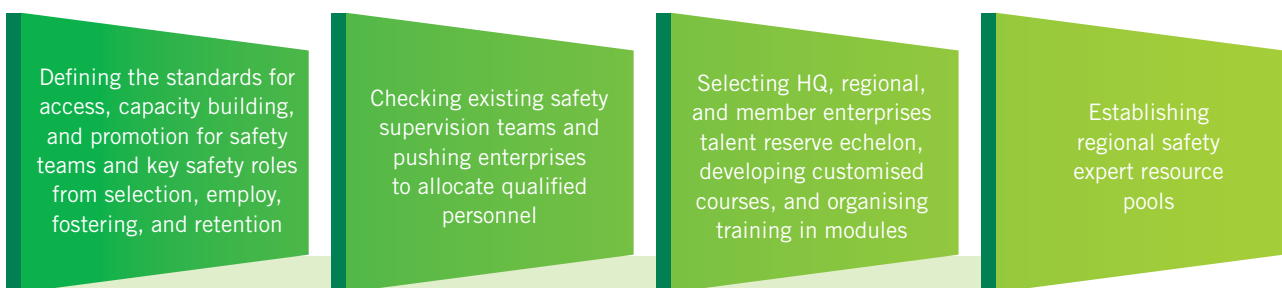 Defining the standards for
access, capacity building,
and promotion for safety
teams and key safety roles
from selection, employ,
fostering, and retention
Checking existing safety
supervision teams and
pushing enterprises
to allocate qualified
personnel
Selecting HQ, regional,
and member enterprises
talent reserve echelon,
developing customised
courses, and organising
training in modules
Establishing
regional safety
expert resource
pools